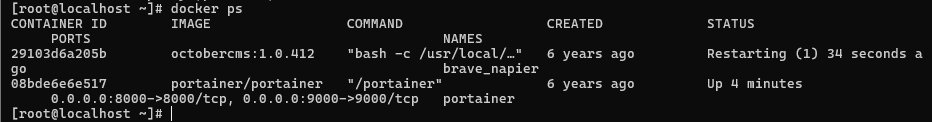 [root@localhost ~]# docker ps
CONTAINER ID        IMAGE                 COMMAND                  CREATED             STATUS
     PORTS                                            NAMES
29103d6a205b        octobercms:1.0.412    "bash -c /usr/local/…"   6 years ago         Restarting (1) 34 seconds a
go                                                    brave_napier
08bde6e6e517        portainer/portainer   "/portainer"             6 years ago         Up 4 minutes
     0.0.0.0:8000->8000/tcp, 0.0.0.0:9000->9000/tcp   portainer
[root@localhost ~]#